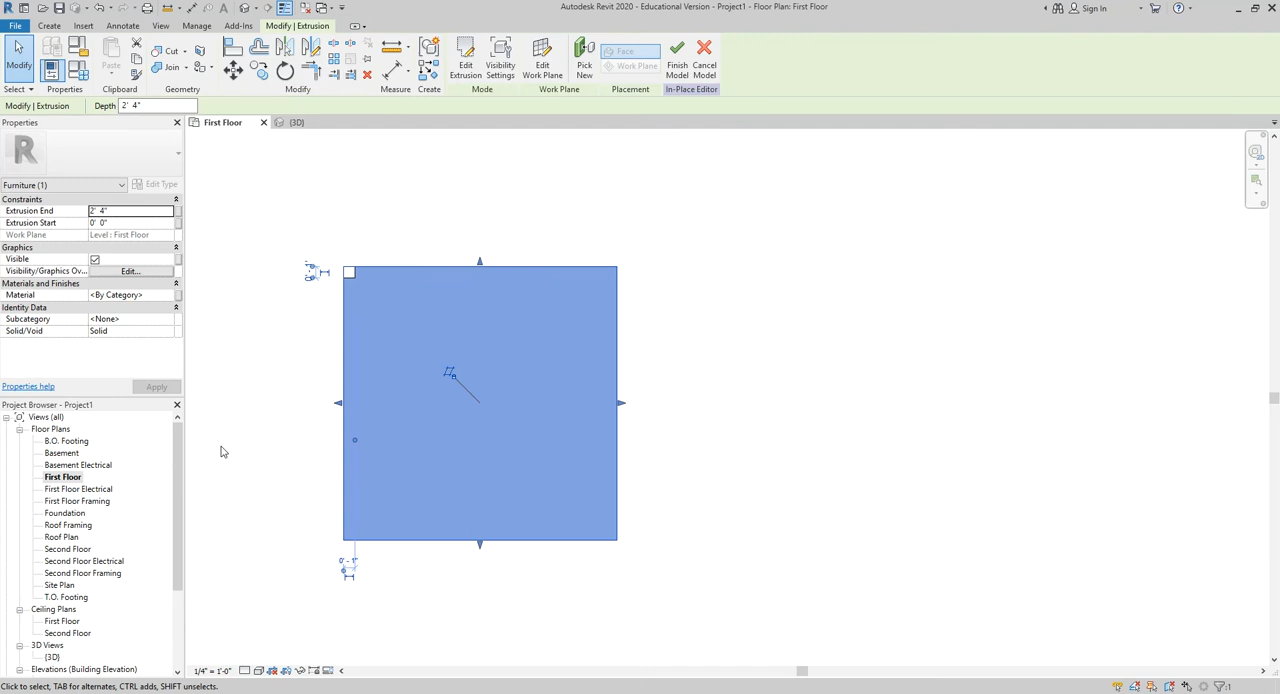 Autodesk Revit 2020 - Educational Version - Project1 - Floor Plan: First Floor
Sign In
File Create Insert Annotate View Manage Add-Ins Modify | Extrusion
Modify
Paste
Cut
Join
Edit Extrusion
Visibility Settings
Edit Work Plane
Pick New
Face
Work Plane
Finish Model
Cancel Model
Select Properties Clipboard Geometry Modify Measure Create Mode Work Plane Placement In-Place Editor
Modify | Extrusion Depth 2' 4"
Properties
First Floor {3D}
Furniture (1) Edit Type
Constraints
Extrusion End 2' 4"
Extrusion Start 0' 0"
Work Plane Level : First Floor
Graphics
Visible
Visibility/Graphics Ov... Edit...
Materials and Finishes
Material <By Category>
Identity Data
Subcategory <None>
Solid/Void Solid
Properties help Apply
Project Browser - Project1
Views (all)
Floor Plans
B.O. Footing
Basement
Basement Electrical
First Floor
First Floor Electrical
First Floor Framing
Foundation
Roof Framing
Roof Plan
Second Floor
Second Floor Electrical
Second Floor Framing
Site Plan
T.O. Footing
Ceiling Plans
First Floor
Second Floor
3D Views
{3D}
Elevations (Building Elevation)
0' - 1"
1/4" = 1'-0"
Click to select, TAB for alternates, CTRL adds, SHIFT unselects.
:1